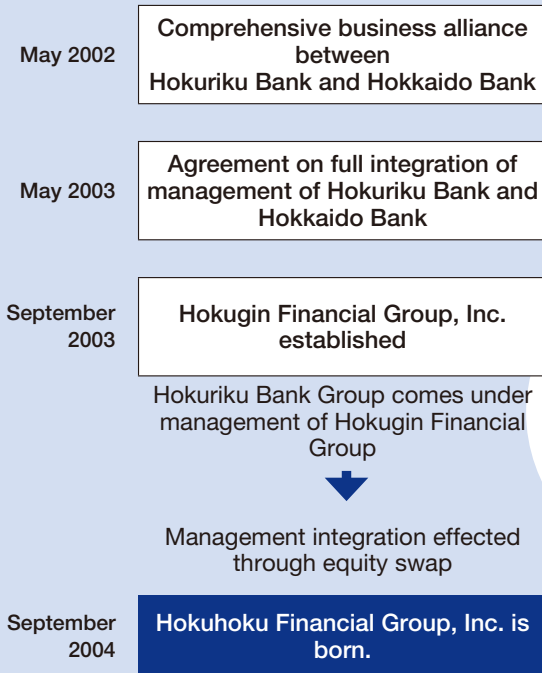 May 2002
Comprehensive business alliance
between
Hokuriku Bank and Hokkaido Bank
May 2003
Agreement on full integration of
management of Hokuriku Bank and
Hokkaido Bank
September
2003
Hokugin Financial Group, Inc.
established
Hokuriku Bank Group comes under
management of Hokugin Financial
Group
Management integration effected
through equity swap
September
2004
Hokuhoku Financial Group, Inc. is
born.